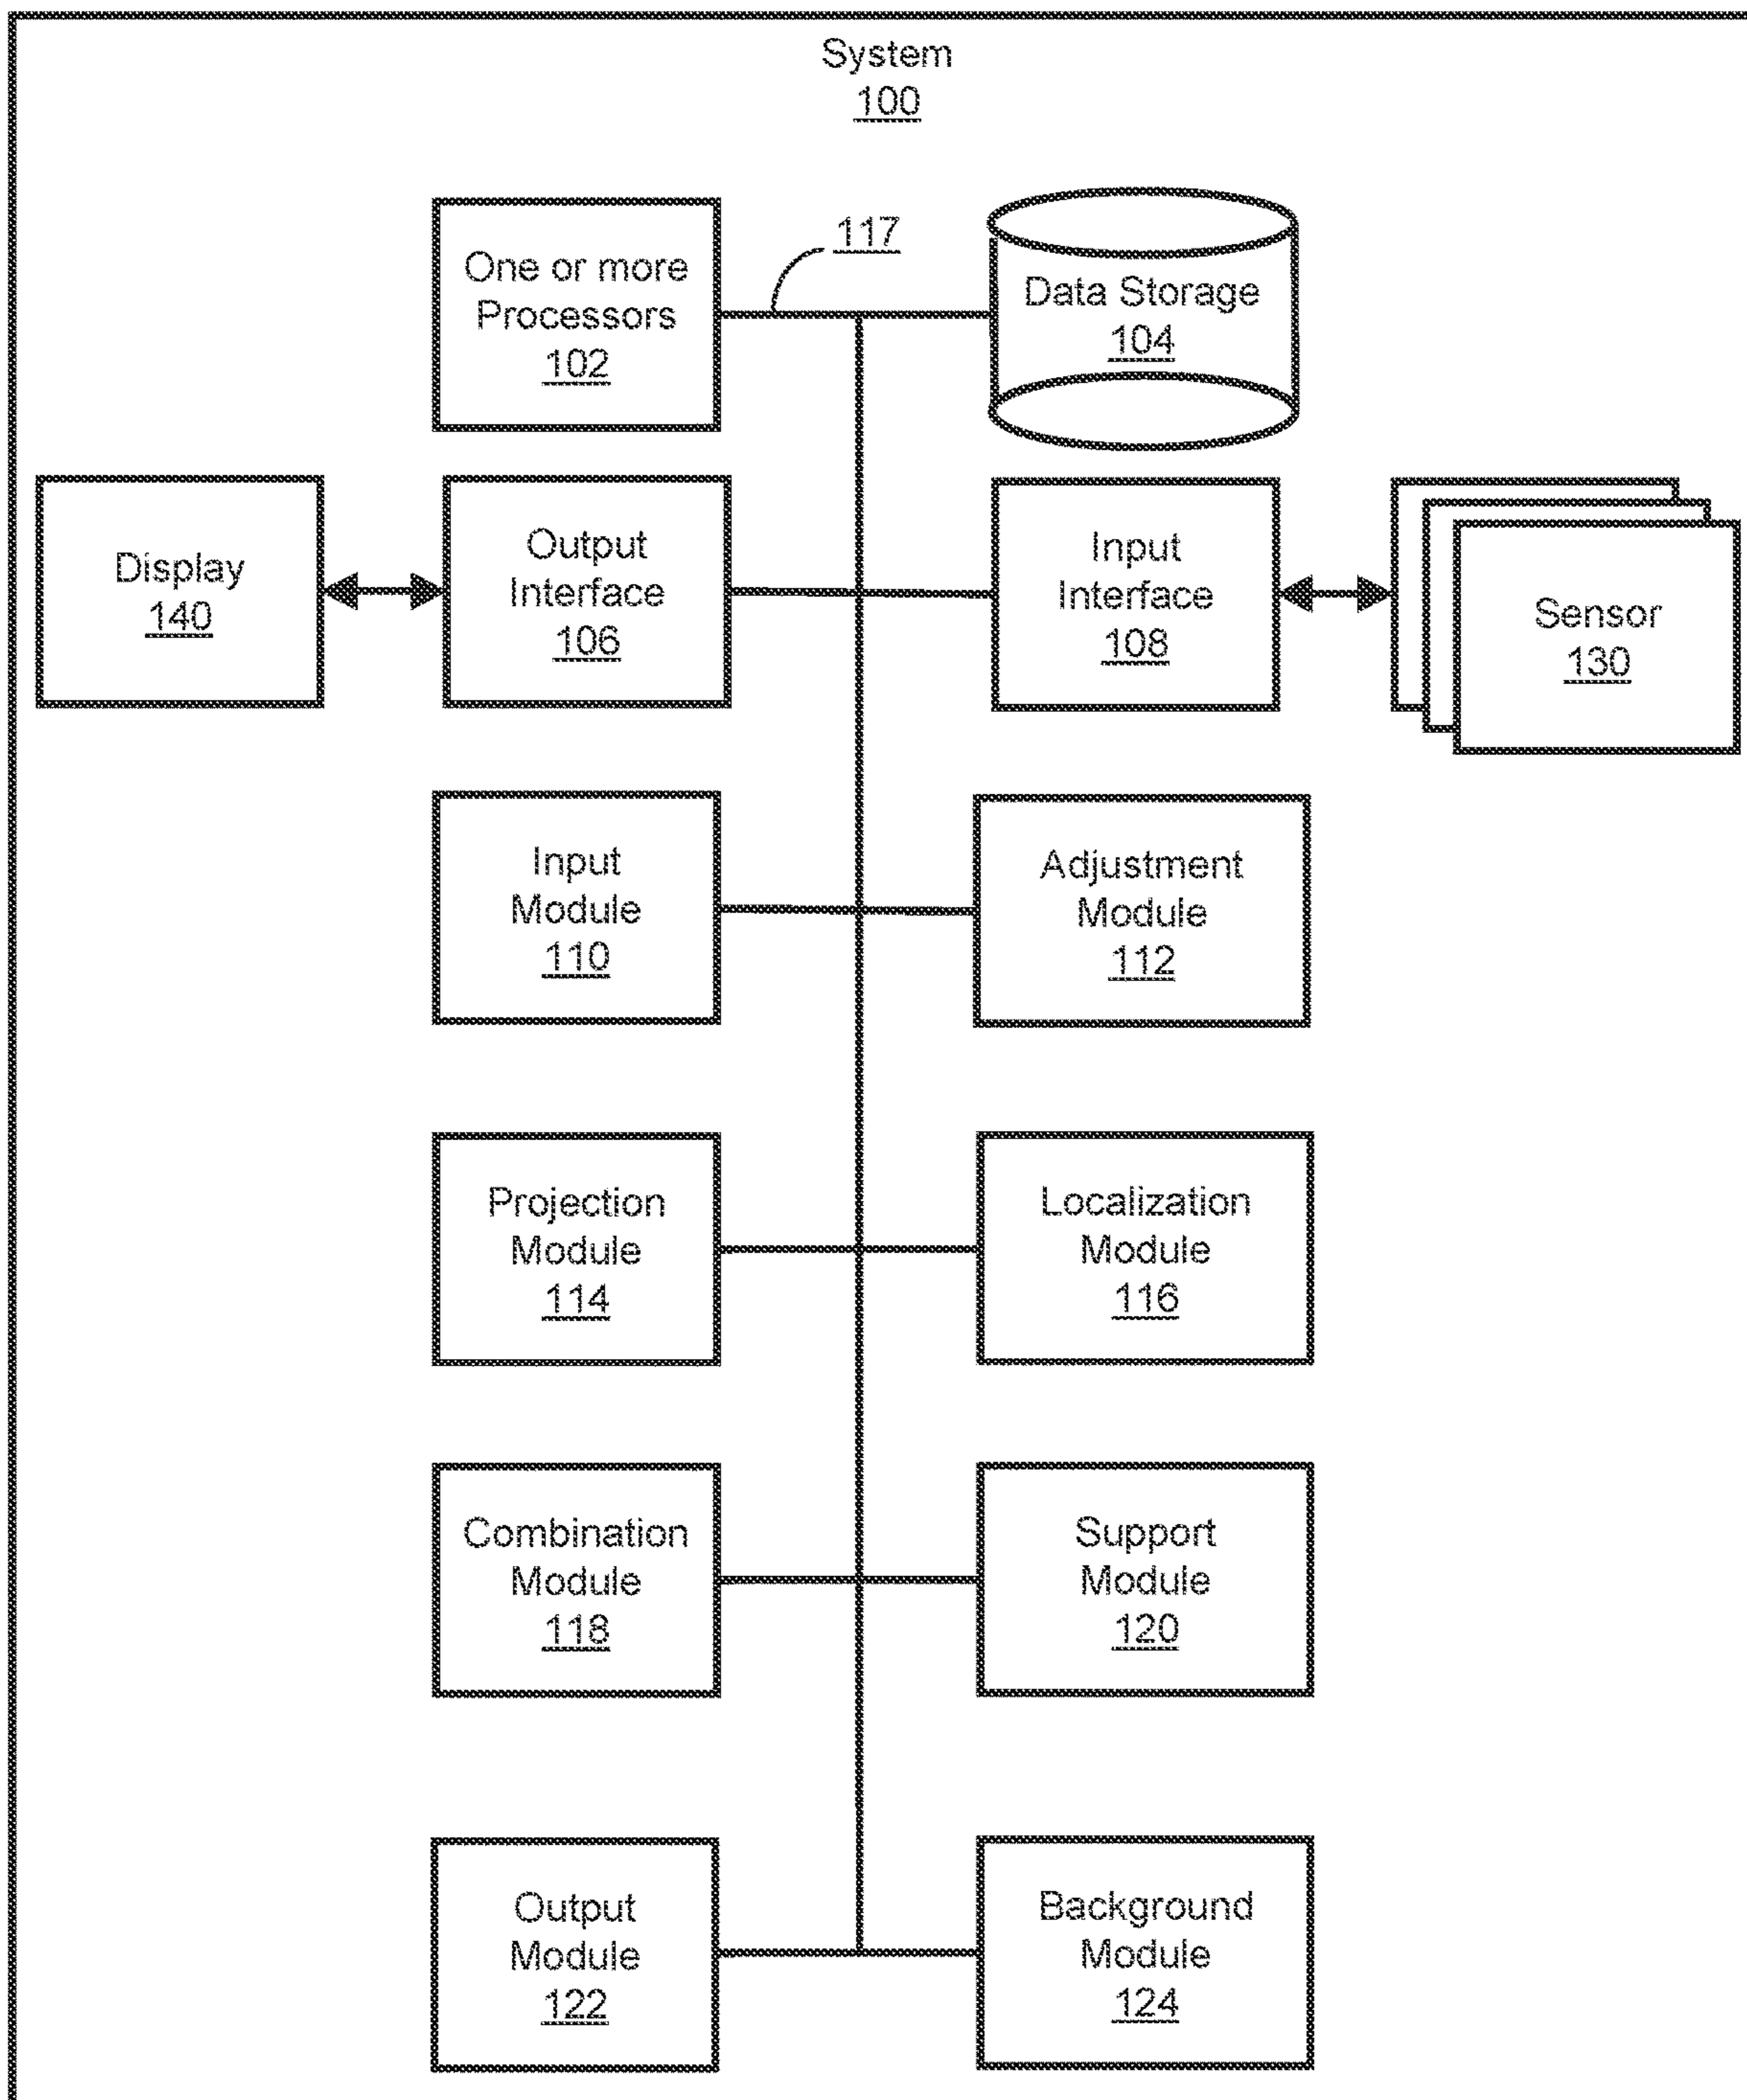 System
100
One or more
Processors
102
117
Data Storage
104
Display
140
Output
Interface
106
Input
Interface
108
Sensor
130
Input
Module
110
Adjustment
Module
112
Projection
Module
114
Localization
Module
116
Combination
Module
118
Support
Module
120
Output
Module
122
Background
Module
124